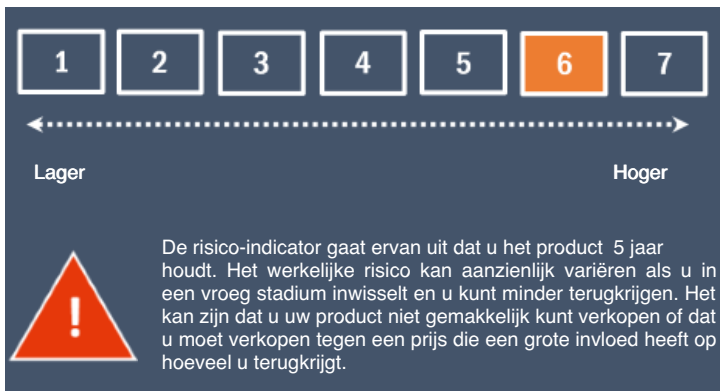 1 2 3 4 5 6 7
Lager Hoger
!
De risico-indicator gaat ervan uit dat u het product 5 jaar
houdt. Het werkelijke risico kan aanzienlijk variëren als u in
een vroeg stadium inwisselt en u kunt minder terugkrijgen. Het
kan zijn dat u uw product niet gemakkelijk kunt verkopen of dat
u moet verkopen tegen een prijs die een grote invloed heeft op
hoeveel u terugkrijgt.